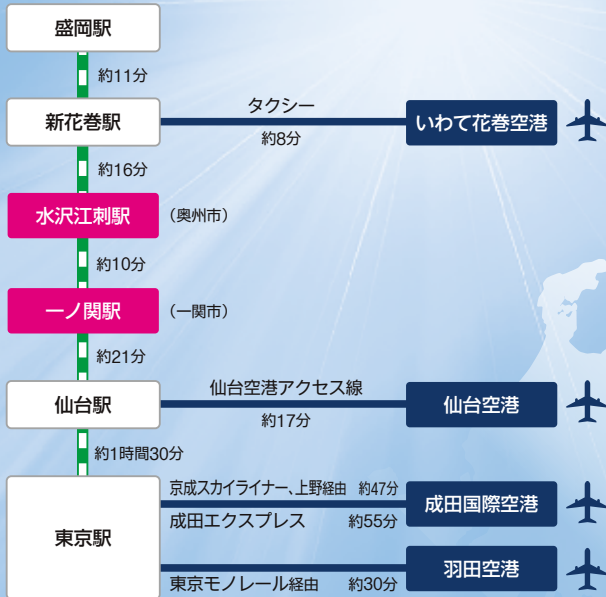 盛岡駅
約11分
新花巻駅
タクシー
約8分
いわて花巻空港
約16分
水沢江刺駅
（奥州市）
約10分
一ノ関駅
（一関市）
約21分
仙台駅
仙台空港アクセス線
約17分
仙台空港
約1時間30分
東京駅
京成スカイライナー、上野経由 約47分
成田エクスプレス 約55分
成田国際空港
東京モノレール経由 約30分
羽田空港